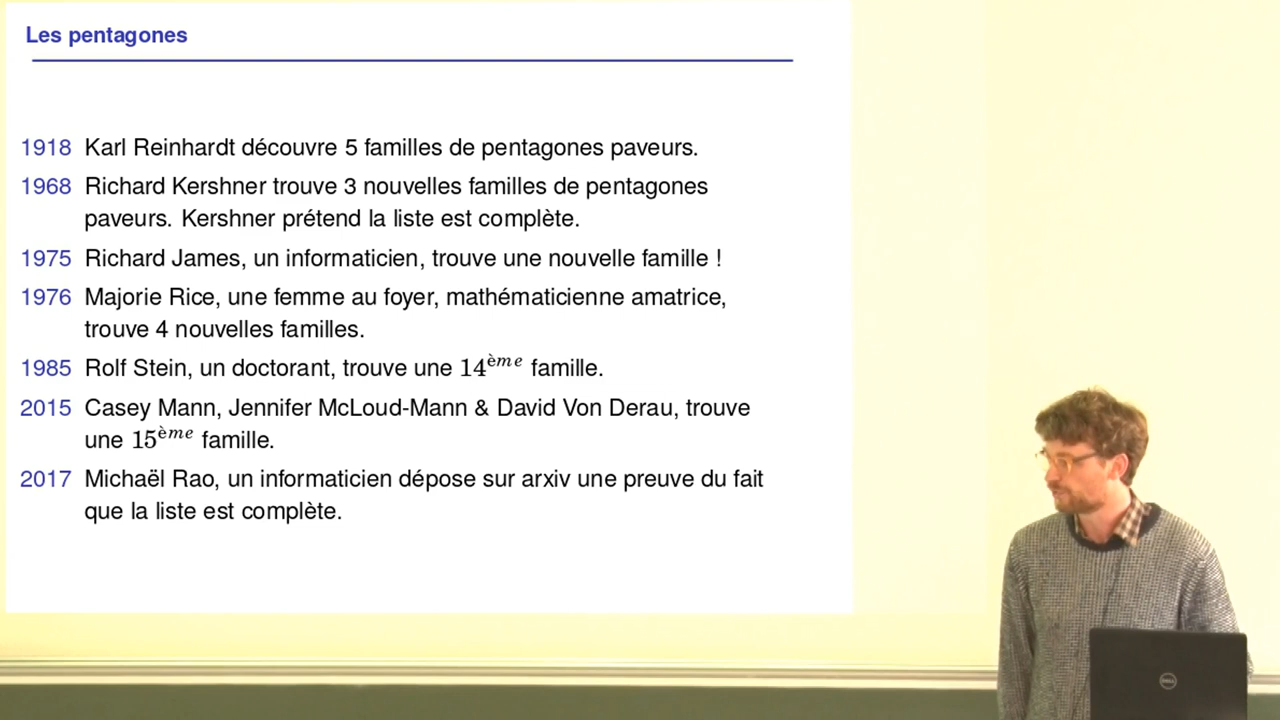 Les pentagones
1918 Karl Reinhardt découvre 5 familles de pentagones paveurs.
1968 Richard Kershner trouve 3 nouvelles familles de pentagones
paveurs. Kershner prétend la liste est complète.
1975 Richard James, un informaticien, trouve une nouvelle famille !
1976 Majorie Rice, une femme au foyer, mathématicienne amatrice,
trouve 4 nouvelles familles.
1985 Rolf Stein, un doctorant, trouve une 14ème famille.
2015 Casey Mann, Jennifer McLoud-Mann & David Von Derau, trouve
une 15ème famille.
2017 Michaël Rao, un informaticien dépose sur arxiv une preuve du fait
que la liste est complète.
DELL